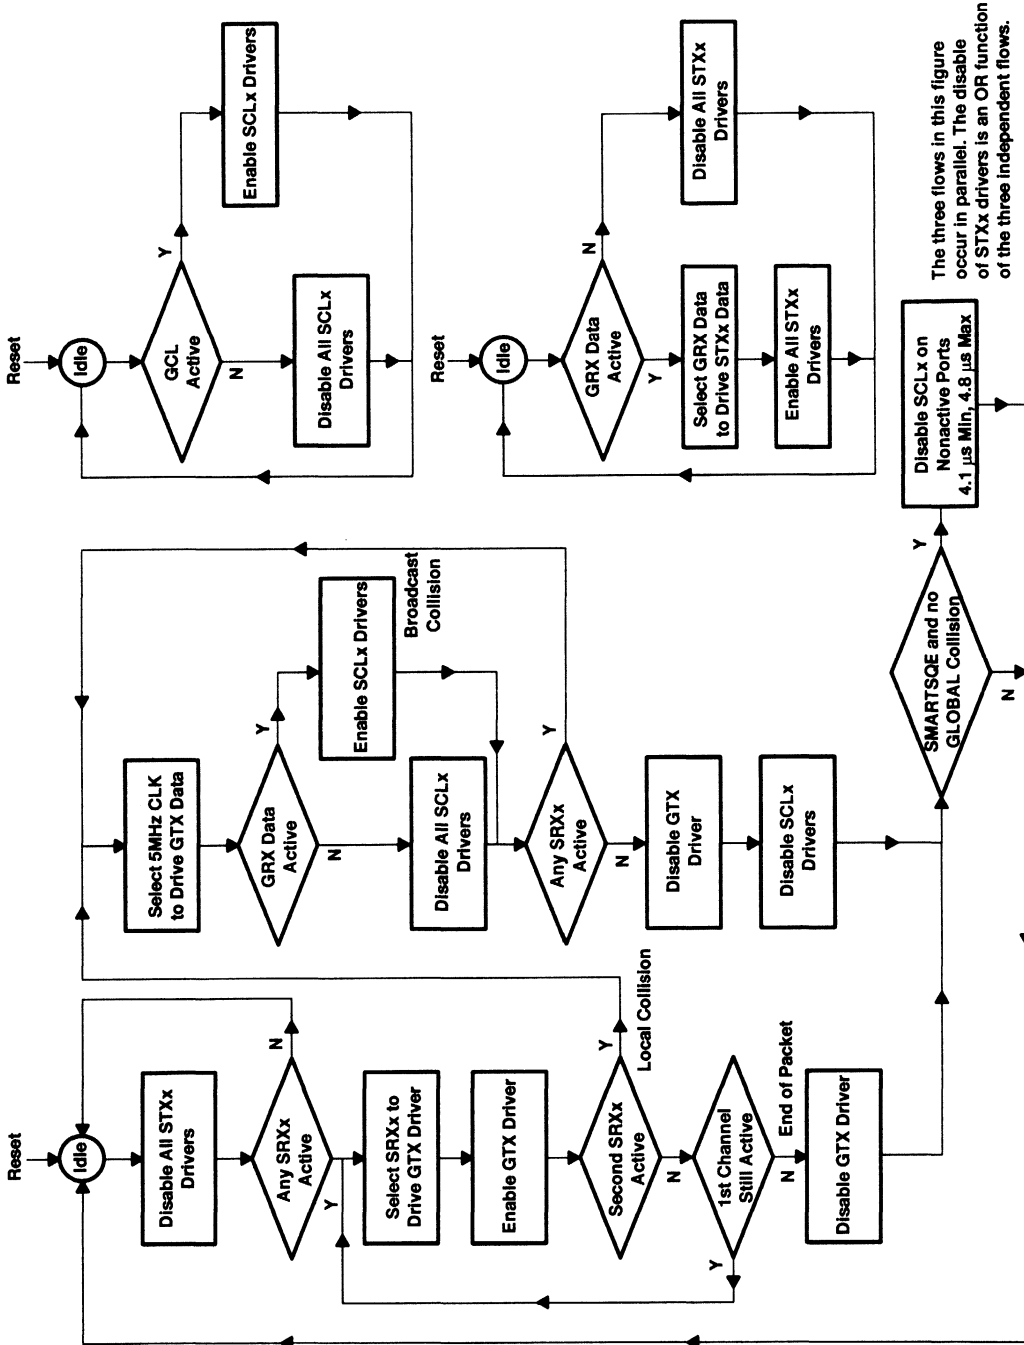 Reset
Idle
Disable All STXx
Drivers
Any SRXx
Active
N
Y
Select SRXx to
Drive GTX Driver
Enable GTX Driver
Second SRXx
Active
Y
Local Collision
N
1st Channel
Still Active
Y
N
End of Packet
Disable GTX Driver
Select 5MHz CLK
to Drive GTX Data
GRX Data
Active
Y
N
Enable SCLx Drivers
Broadcast
Collision
Disable All SCLx
Drivers
Any SRXx
Active
Y
N
Disable GTX
Driver
Disable SCLx
Drivers
SMARTSQE and no
GLOBAL Collision
Y
N
Disable SCLx on
Nonactive Ports
4.1 µs Min, 4.8 µs Max
Reset
Idle
GCL
Active
Y
N
Enable SCLx Drivers
Disable All SCLx
Drivers
Reset
Idle
GRX Data
Active
N
Y
Disable All STXx
Drivers
Select GRX Data
to Drive STXx Data
Enable All STXx
Drivers
The three flows in this figure
occur in parallel. The disable
of STXx drivers is an OR function
of the three independent flows.